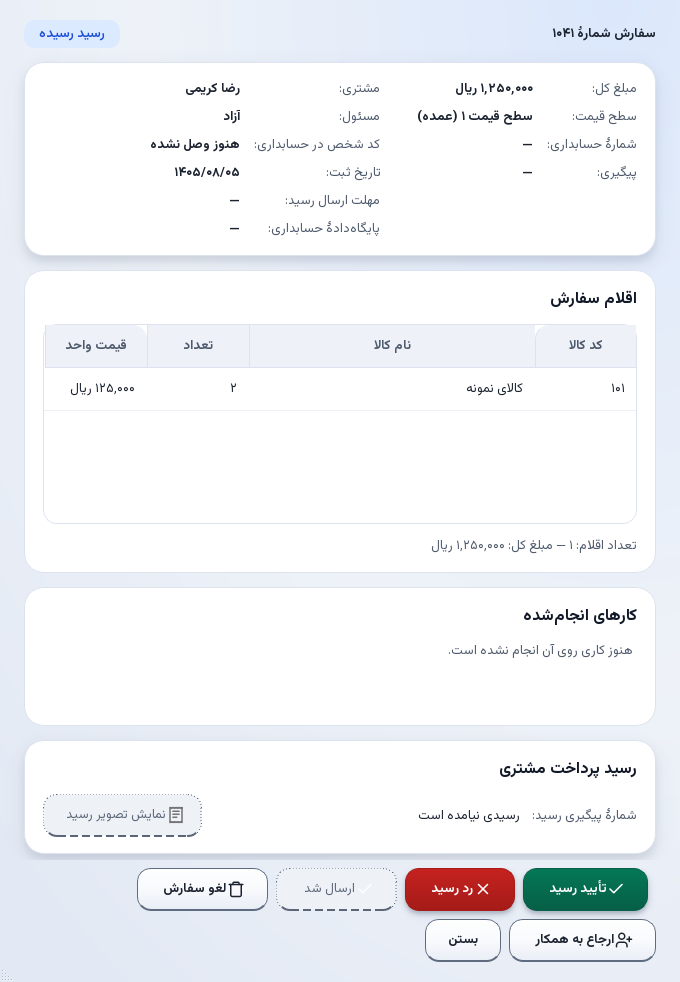 سفارش شمارهٔ ۱۰۴۱
رسید رسیده
مبلغ کل: ۱,۲۵۰,۰۰۰ ریال
مشتری: رضا کریمی
سطح قیمت: سطح قیمت ۱ (عمده)
مسئول: آزاد
شمارهٔ حسابداری: —
کد شخص در حسابداری: هنوز وصل نشده
پیگیری: —
تاریخ ثبت: ۱۴۰۵/۰۸/۰۵
مهلت ارسال رسید: —
پایگاه‌دادهٔ حسابداری: —
اقلام سفارش
کد کالا نام کالا تعداد قیمت واحد
۱۰۱ کالای نمونه ۲ ۱۲۵,۰۰۰ ریال
تعداد اقلام: ۱ — مبلغ کل: ۱,۲۵۰,۰۰۰ ریال
کارهای انجام‌شده
هنوز کاری روی آن انجام نشده است.
رسید پرداخت مشتری
شمارهٔ پیگیری رسید: رسیدی نیامده است
نمایش تصویر رسید
تأیید رسید
رد رسید
ارسال شد
لغو سفارش
ارجاع به همکار
بستن